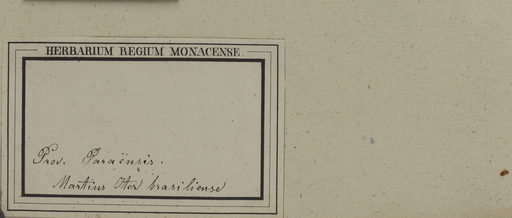 HERBARIUM REGIUM MONACENSE.
Prov. Paraënsis.
Martius Iter brasiliense